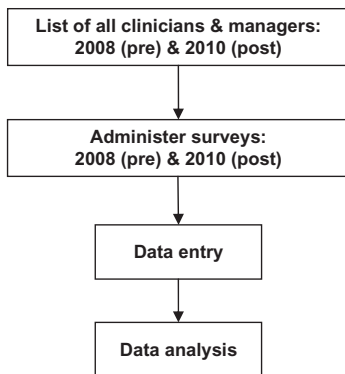 List of all clinicians & managers:
2008 (pre) & 2010 (post)
Administer surveys:
2008 (pre) & 2010 (post)
Data entry
Data analysis